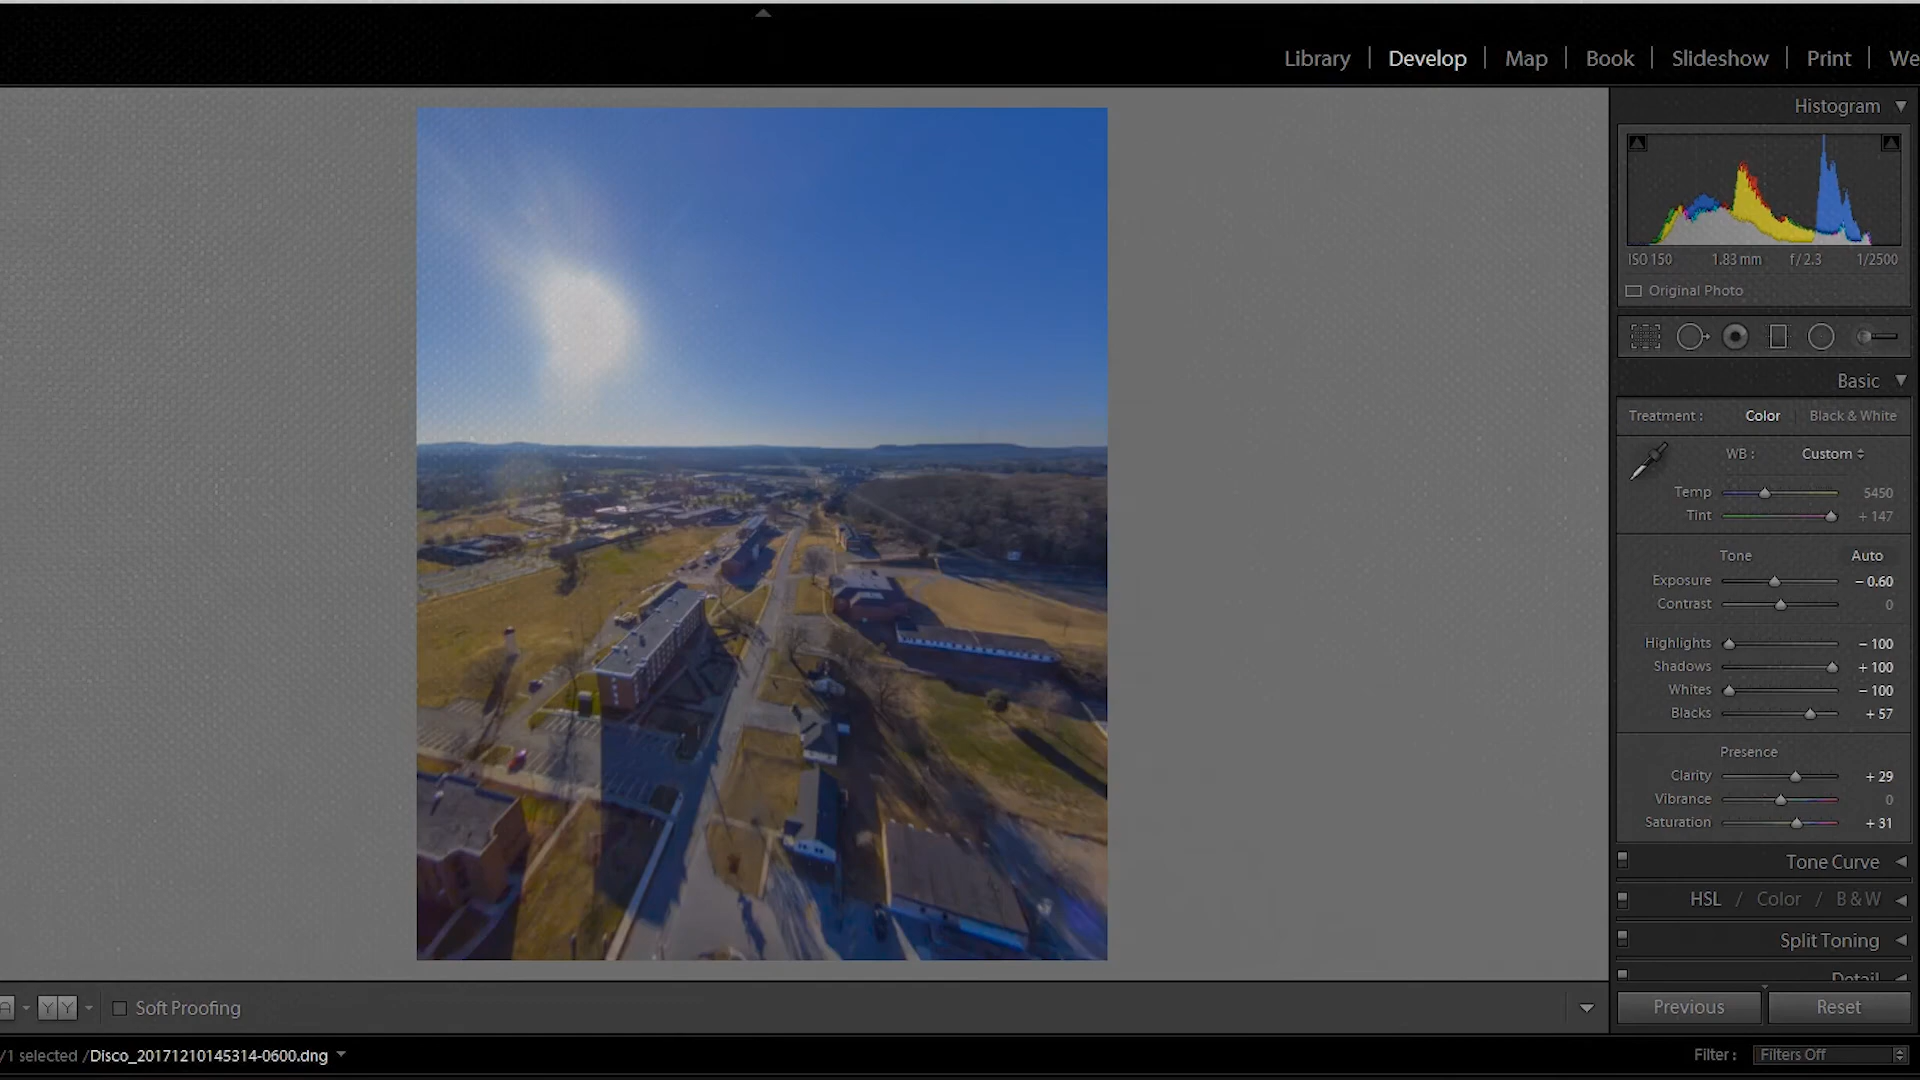 Library | Develop | Map | Book | Slideshow | Print | We
Histogram
ISO 150 1.83 mm f / 2.3 1/2500
Original Photo
Basic
Treatment : Color Black & White
WB : Custom
Temp 5450
Tint + 147
Tone Auto
Exposure – 0.60
Contrast 0
Highlights – 100
Shadows + 100
Whites – 100
Blacks + 57
Presence
Clarity + 29
Vibrance 0
Saturation + 31
Tone Curve
HSL / Color / B & W
Split Toning
Detail
Y Y Soft Proofing
Previous Reset
/1 selected / Disco_20171210145314-0600.dng
Filter : Filters Off